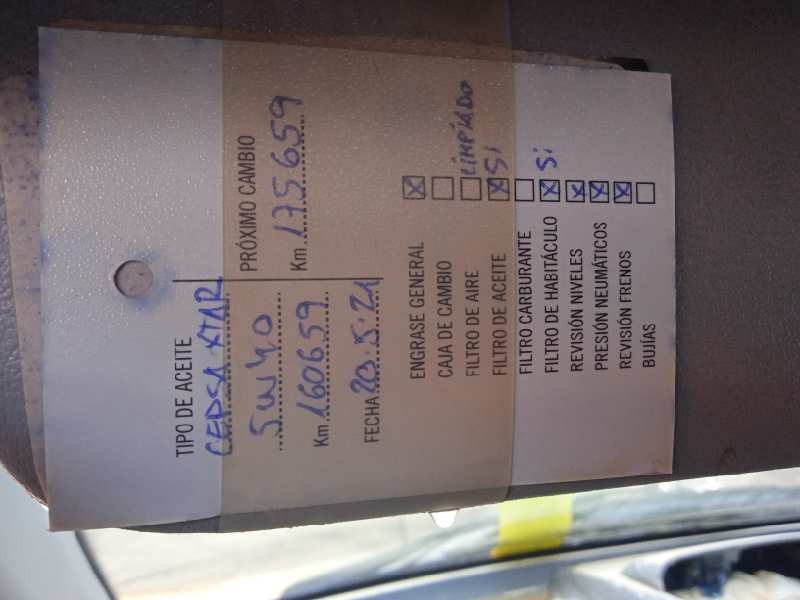 TIPO DE ACEITE
CEPSA XTAR
5W40
Km. 160659
FECHA 20.5.21
PRÓXIMO CAMBIO
Km. 175659
ENGRASE GENERAL X
CAJA DE CAMBIO
FILTRO DE AIRE LIMPIADO
FILTRO DE ACEITE X Si
FILTRO CARBURANTE
FILTRO DE HABITÁCULO X Si
REVISIÓN NIVELES X
PRESIÓN NEUMÁTICOS X
REVISIÓN FRENOS X
BUJÍAS